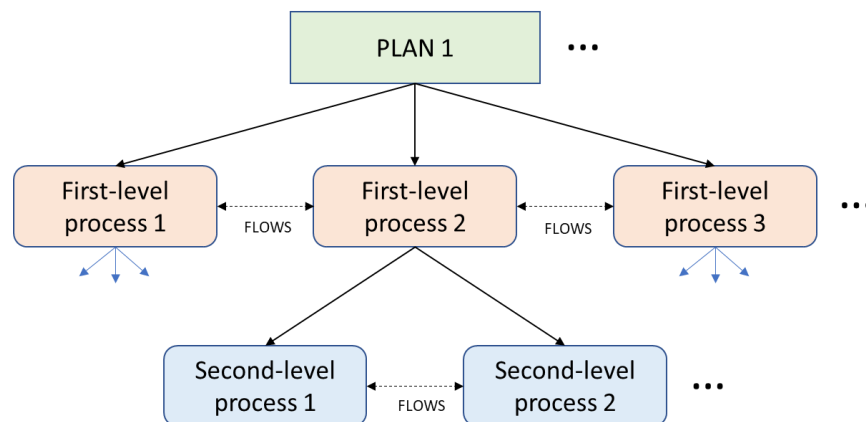 PLAN 1
...
First-level
process 1
FLOWS
First-level
process 2
FLOWS
First-level
process 3
...
Second-level
process 1
FLOWS
Second-level
process 2
...